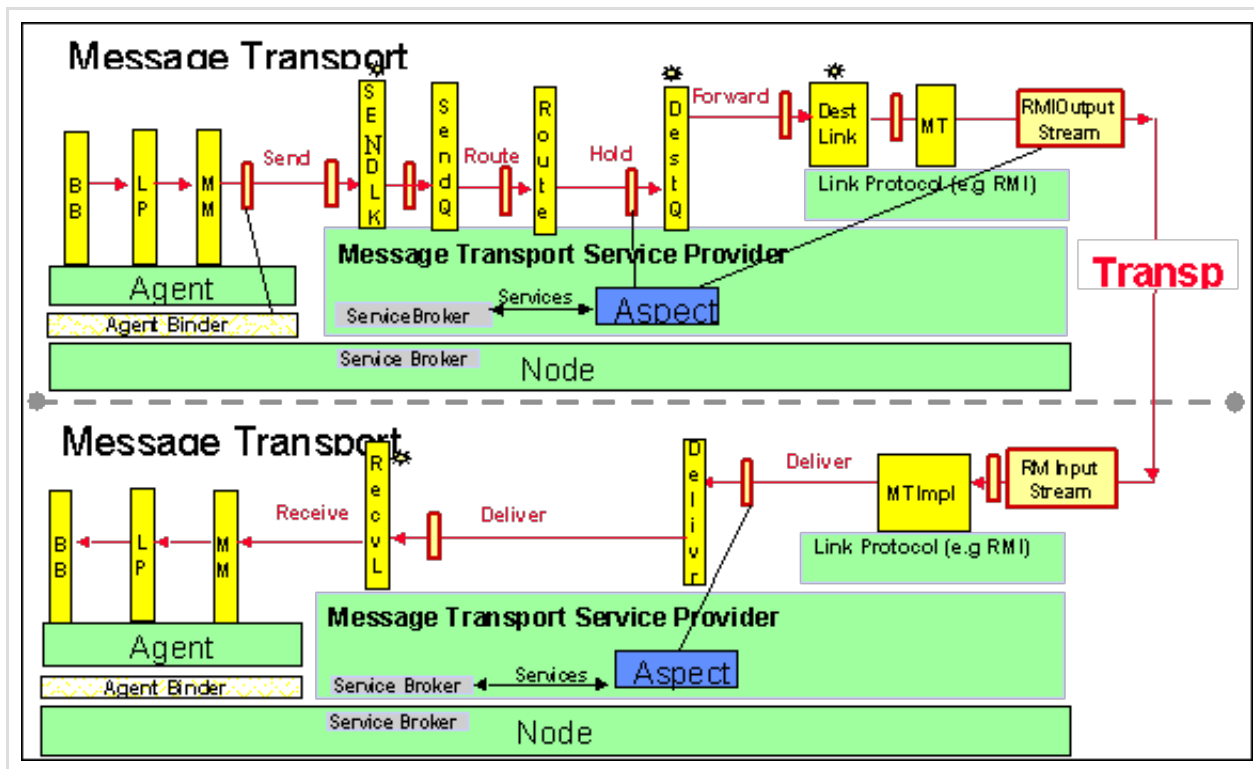 Message Transport
BB
LP
MM
Send
SENDLK
SendQ
Route
Route
Hold
DestQ
Forward
Dest
Link
MT
RMIOutput
Stream
Link Protocol (e.g RMI)
Message Transport Service Provider
Transp
Agent
Services
ServiceBroker
Aspect
Agent Binder
Service Broker
Node
Message Transport
BB
LP
MM
Receive
RecvL
Deliver
Delivr
Deliver
MTImpl
RM Input
Stream
Link Protocol (e.g RMI)
Message Transport Service Provider
Agent
Aspect
Services
Service Broker
Agent Binder
Service Broker
Node